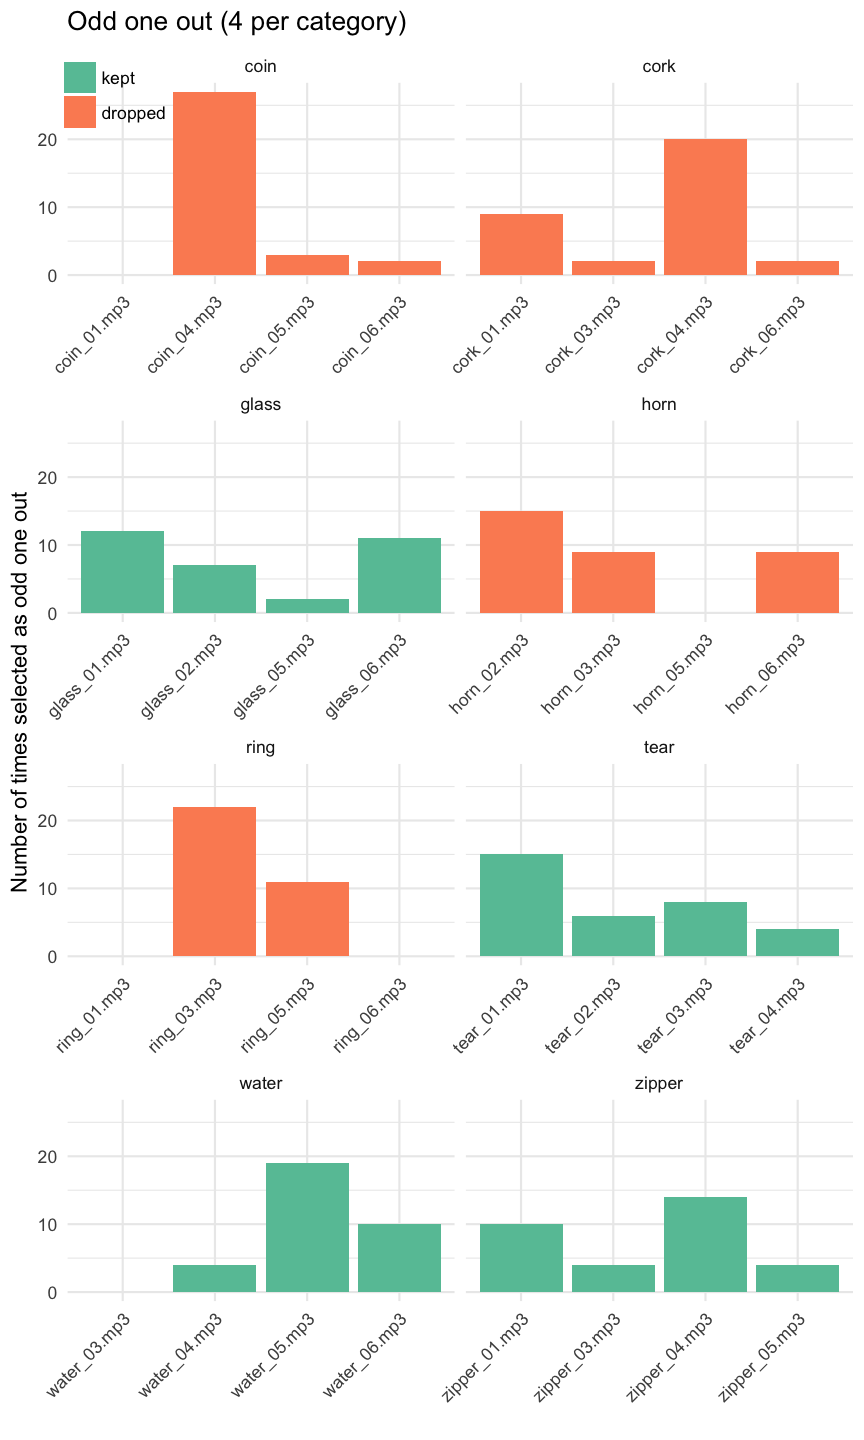 Odd one out (4 per category)
kept
dropped
coin
cork
20
10
0
coin_01.mp3
coin_04.mp3
coin_05.mp3
coin_06.mp3
cork_01.mp3
cork_03.mp3
cork_04.mp3
cork_06.mp3
glass
horn
20
10
0
glass_01.mp3
glass_02.mp3
glass_05.mp3
glass_06.mp3
horn_02.mp3
horn_03.mp3
horn_05.mp3
horn_06.mp3
Number of times selected as odd one out
ring
tear
20
10
0
ring_01.mp3
ring_03.mp3
ring_05.mp3
ring_06.mp3
tear_01.mp3
tear_02.mp3
tear_03.mp3
tear_04.mp3
water
zipper
20
10
0
water_03.mp3
water_04.mp3
water_05.mp3
water_06.mp3
zipper_01.mp3
zipper_03.mp3
zipper_04.mp3
zipper_05.mp3